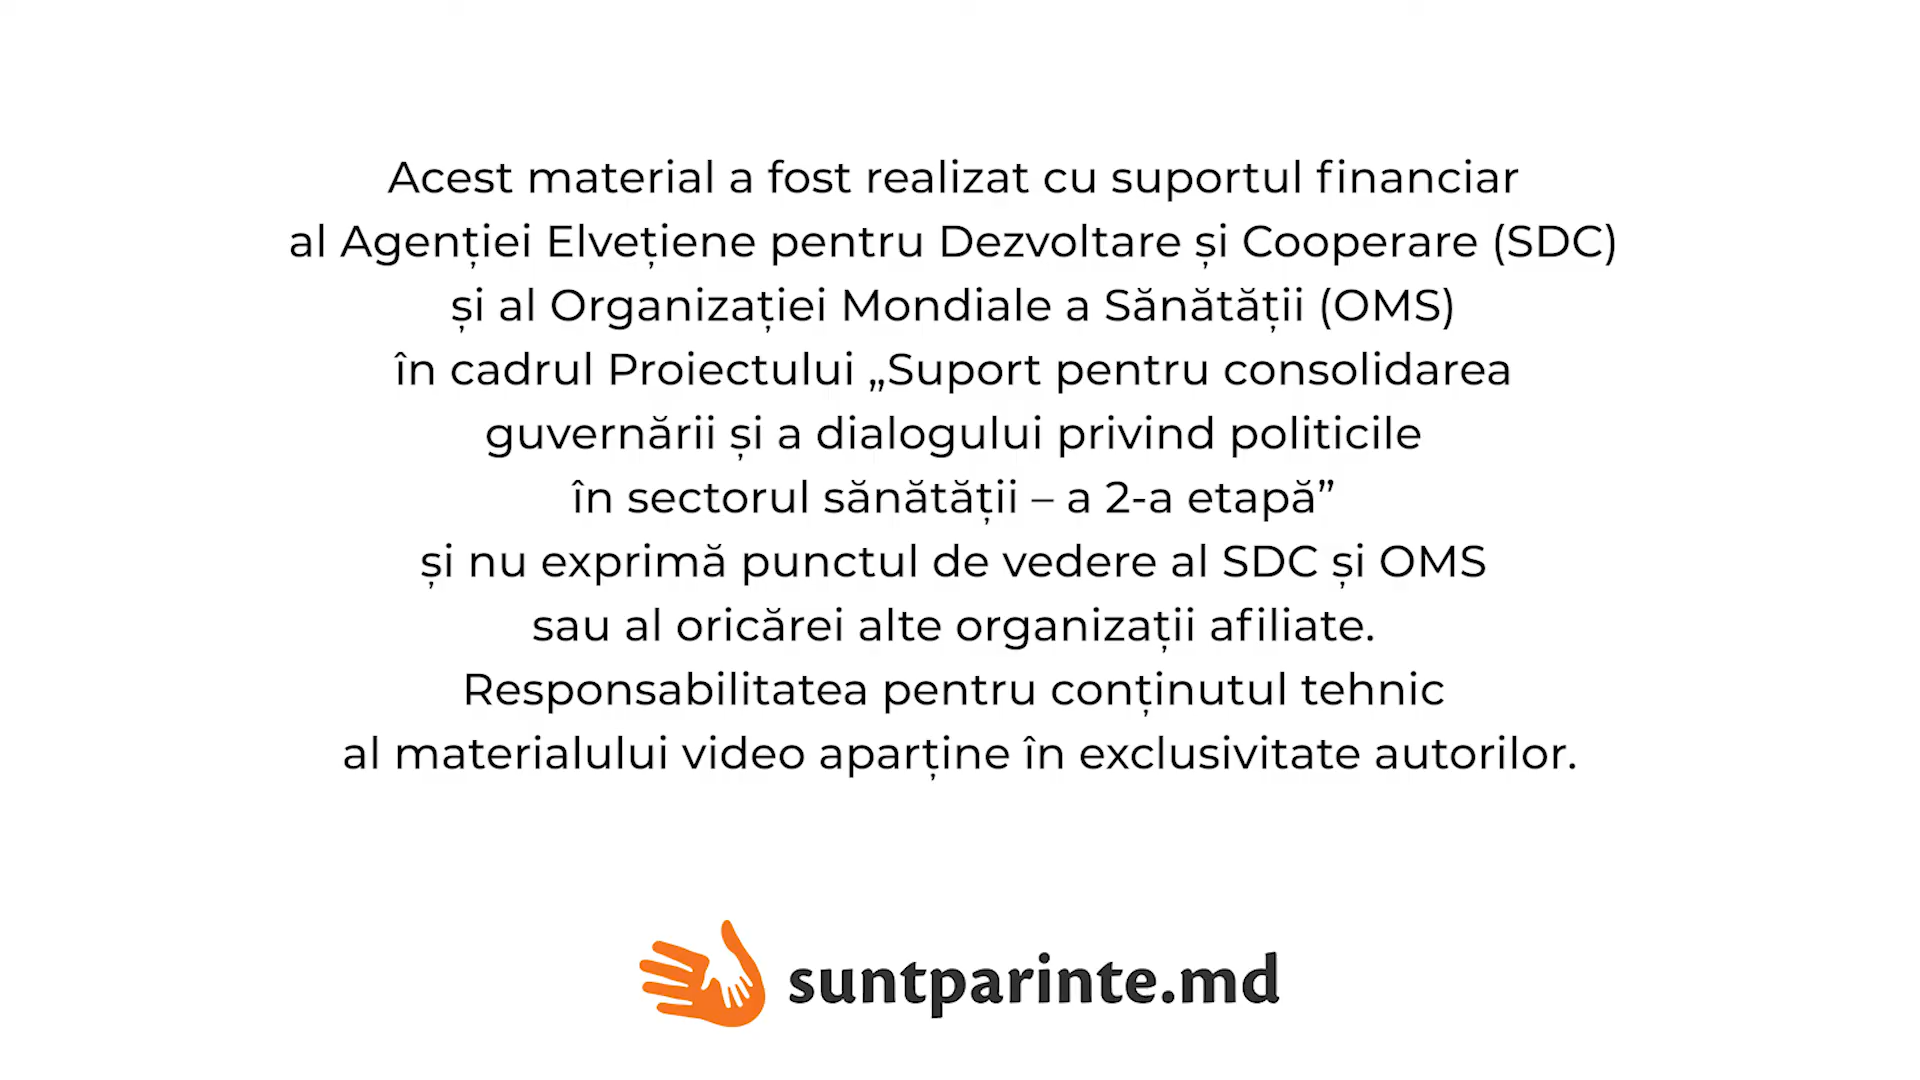 Acest material a fost realizat cu suportul financiar
al Agenției Elvețiene pentru Dezvoltare și Cooperare (SDC)
și al Organizației Mondiale a Sănătății (OMS)
în cadrul Proiectului „Suport pentru consolidarea
guvernării și a dialogului privind politicile
în sectorul sănătății – a 2-a etapă”
și nu exprimă punctul de vedere al SDC și OMS
sau al oricărei alte organizații afiliate.
Responsabilitatea pentru conținutul tehnic
al materialului video aparține în exclusivitate autorilor.
suntparinte.md